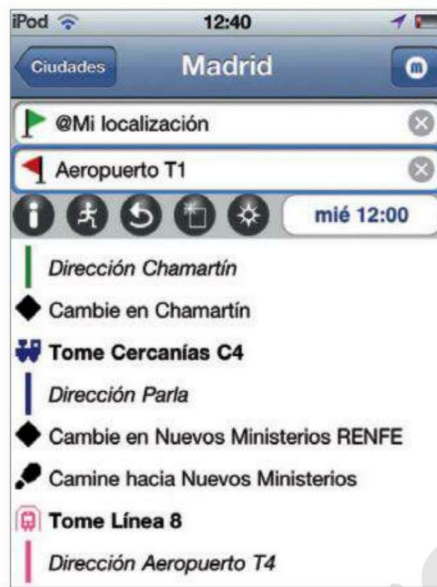 iPod 12:40
Ciudades Madrid m
@Mi localización
Aeropuerto T1
i mié 12:00
Dirección Chamartín
Cambie en Chamartín
Tome Cercanías C4
Dirección Parla
Cambie en Nuevos Ministerios RENFE
Camine hacia Nuevos Ministerios
Tome Línea 8
Dirección Aeropuerto T4